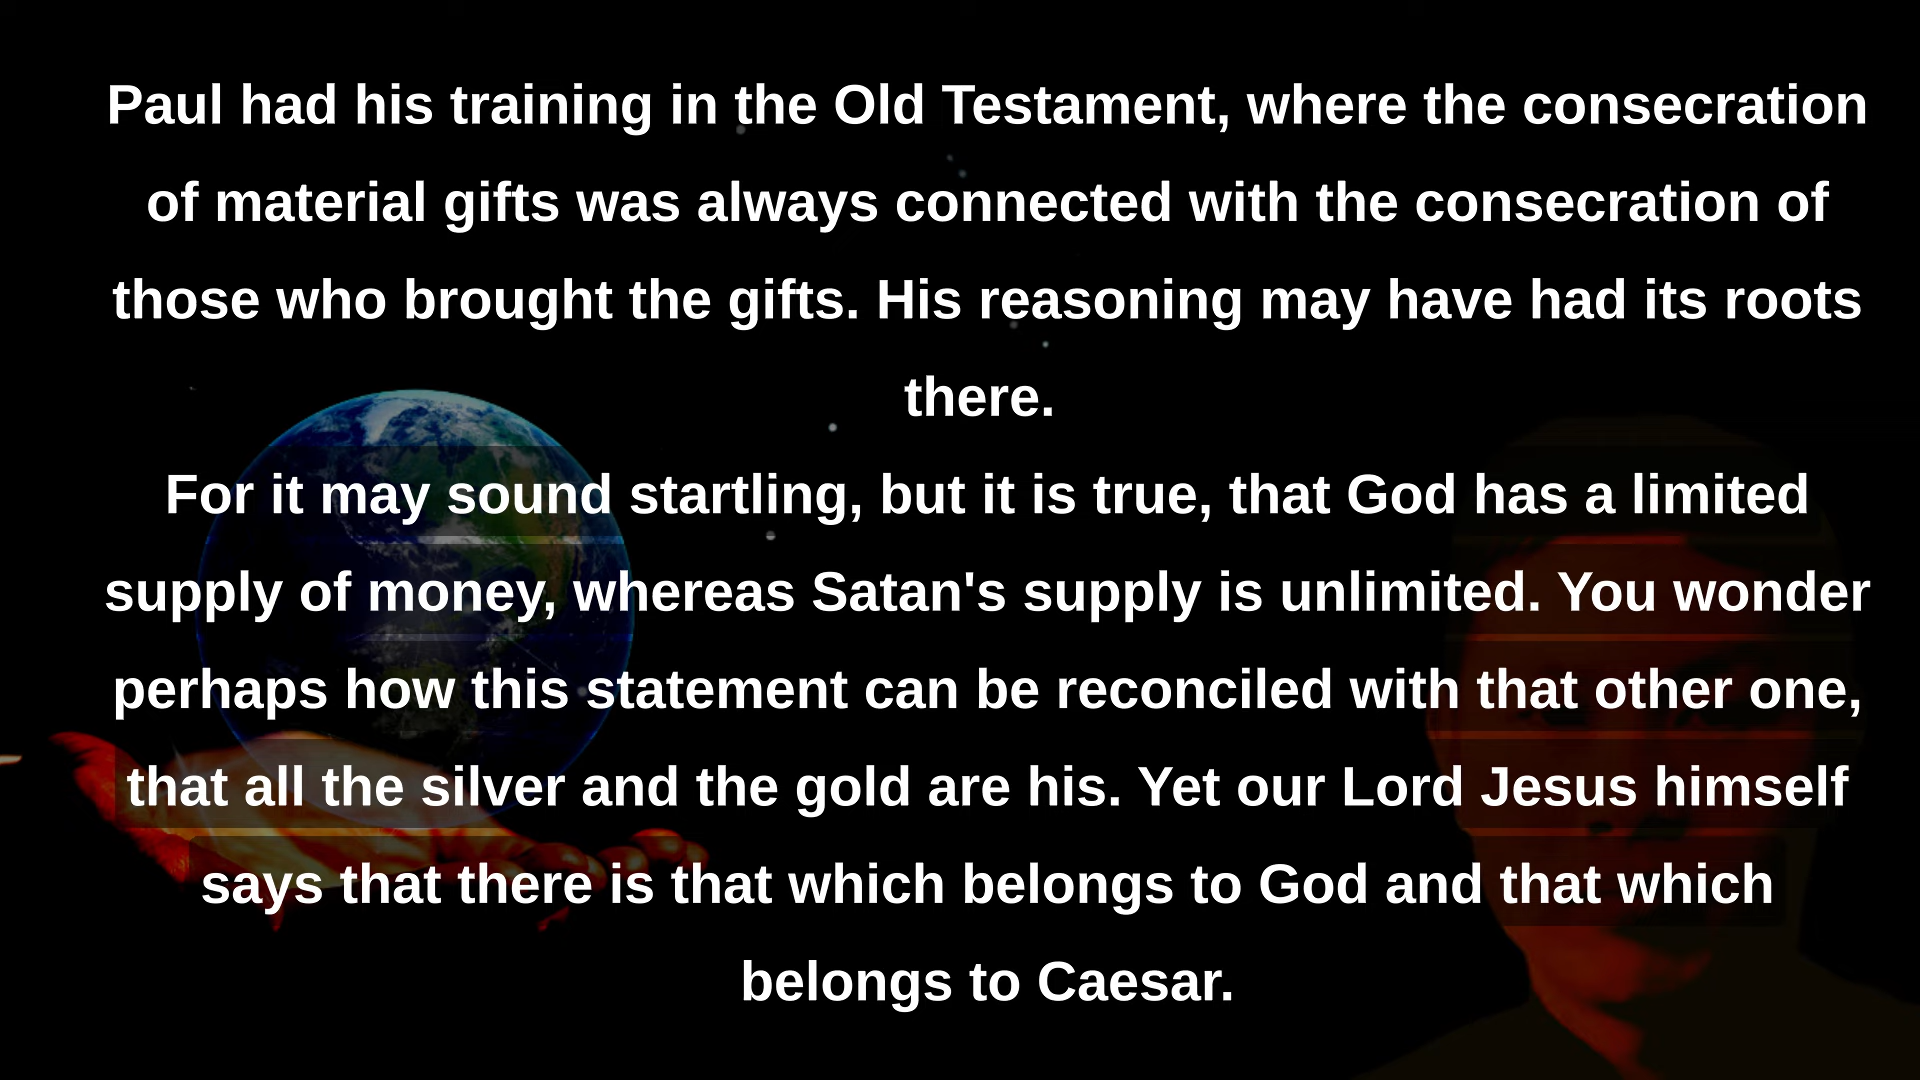 Paul had his training in the Old Testament, where the consecration
of material gifts was always connected with the consecration of
those who brought the gifts. His reasoning may have had its roots
there.
For it may sound startling, but it is true, that God has a limited
supply of money, whereas Satan's supply is unlimited. You wonder
perhaps how this statement can be reconciled with that other one,
that all the silver and the gold are his. Yet our Lord Jesus himself
says that there is that which belongs to God and that which
belongs to Caesar.